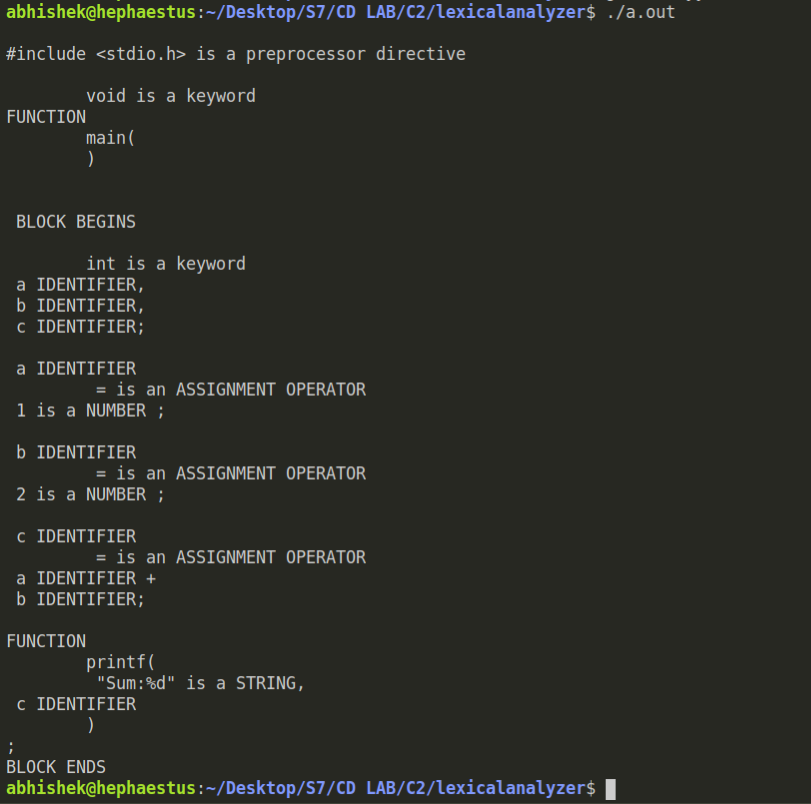 abhishek@hephaestus:~/Desktop/S7/CD LAB/C2/lexicalanalyzer$ ./a.out
#include <stdio.h> is a preprocessor directive
void is a keyword
FUNCTION
main(
)
BLOCK BEGINS
int is a keyword
a IDENTIFIER,
b IDENTIFIER,
c IDENTIFIER;
a IDENTIFIER
= is an ASSIGNMENT OPERATOR
1 is a NUMBER ;
b IDENTIFIER
= is an ASSIGNMENT OPERATOR
2 is a NUMBER ;
c IDENTIFIER
= is an ASSIGNMENT OPERATOR
a IDENTIFIER +
b IDENTIFIER;
FUNCTION
printf(
"Sum:%d" is a STRING,
c IDENTIFIER
)
;
BLOCK ENDS
abhishek@hephaestus:~/Desktop/S7/CD LAB/C2/lexicalanalyzer$